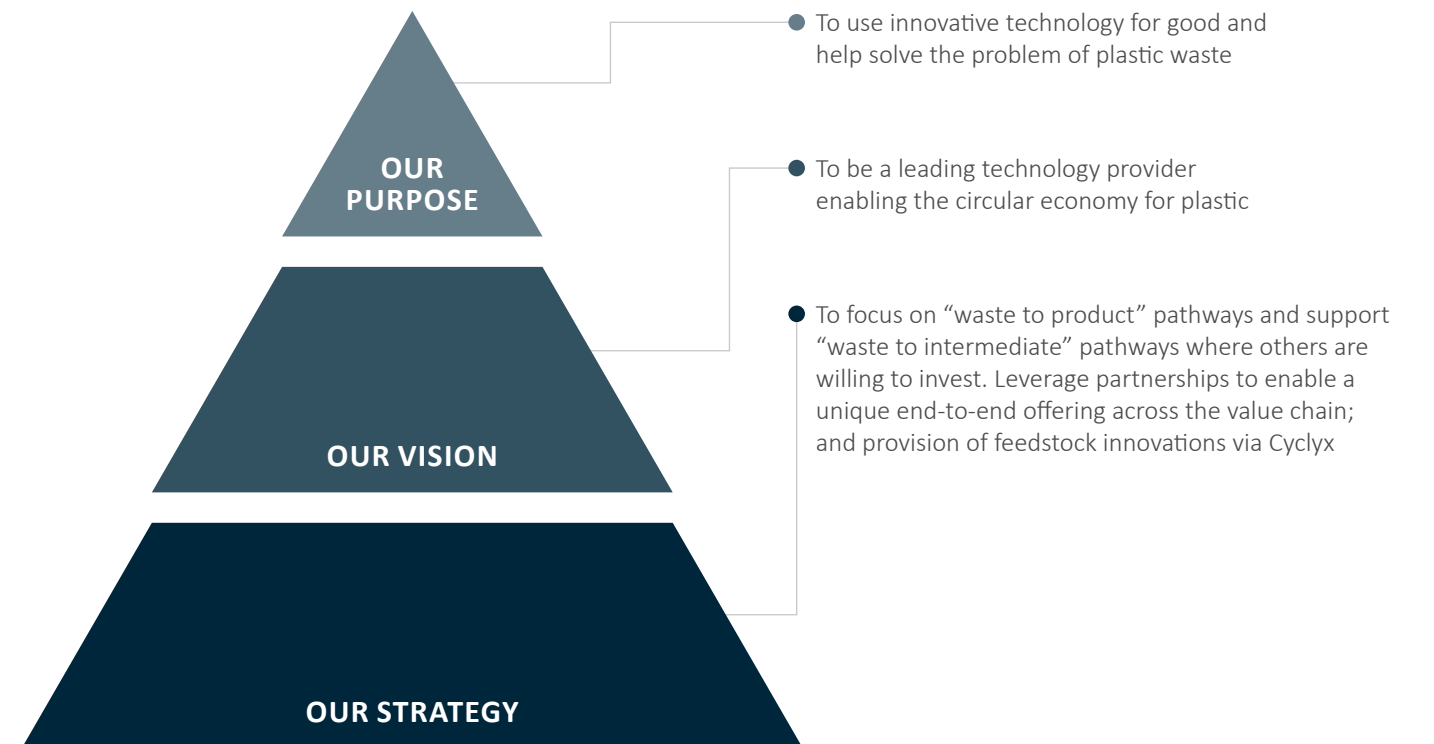 OUR
PURPOSE
To use innovative technology for good and
help solve the problem of plastic waste
OUR VISION
To be a leading technology provider
enabling the circular economy for plastic
OUR STRATEGY
To focus on “waste to product” pathways and support
“waste to intermediate” pathways where others are
willing to invest. Leverage partnerships to enable a
unique end-to-end offering across the value chain;
and provision of feedstock innovations via Cyclyx